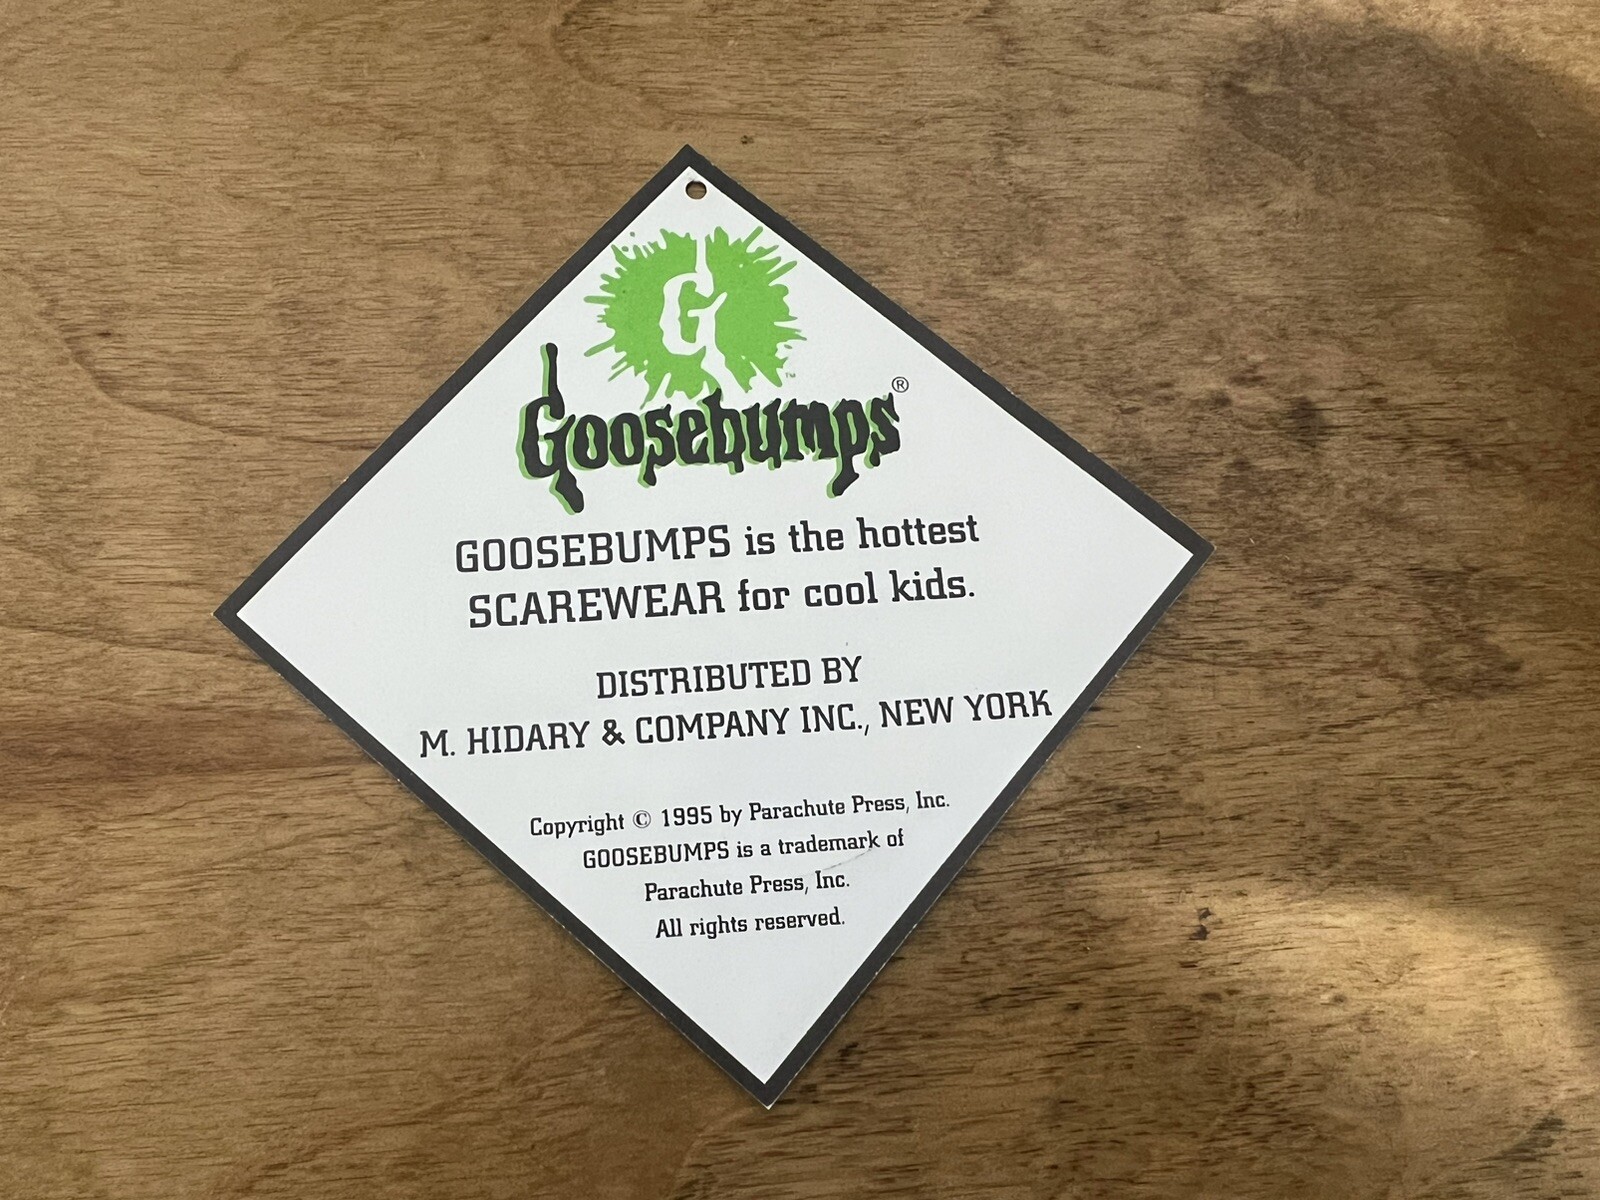 G
™
Goosebumps®
GOOSEBUMPS is the hottest
SCAREWEAR for cool kids.
DISTRIBUTED BY
M. HIDARY & COMPANY INC., NEW YORK
Copyright © 1995 by Parachute Press, Inc.
GOOSEBUMPS is a trademark of
Parachute Press, Inc.
All rights reserved.